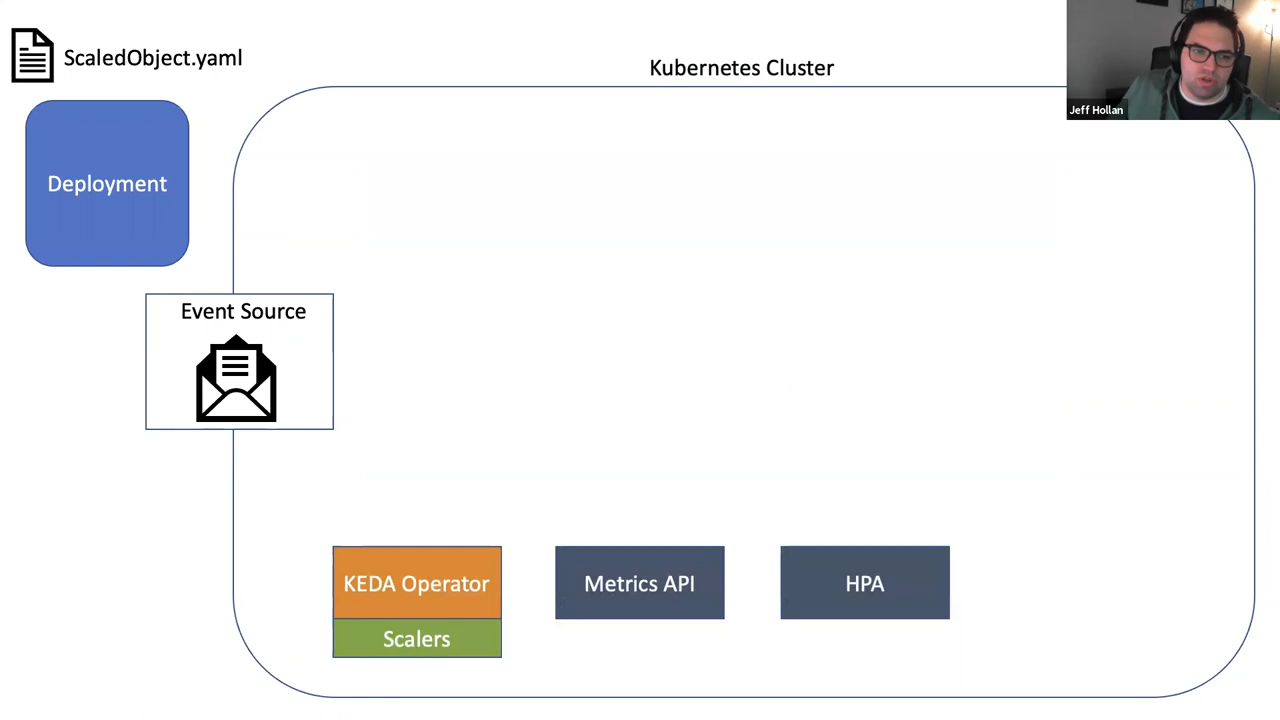 ScaledObject.yaml
Kubernetes Cluster
Jeff Hollan
Deployment
Event Source
KEDA Operator
Metrics API
HPA
Scalers